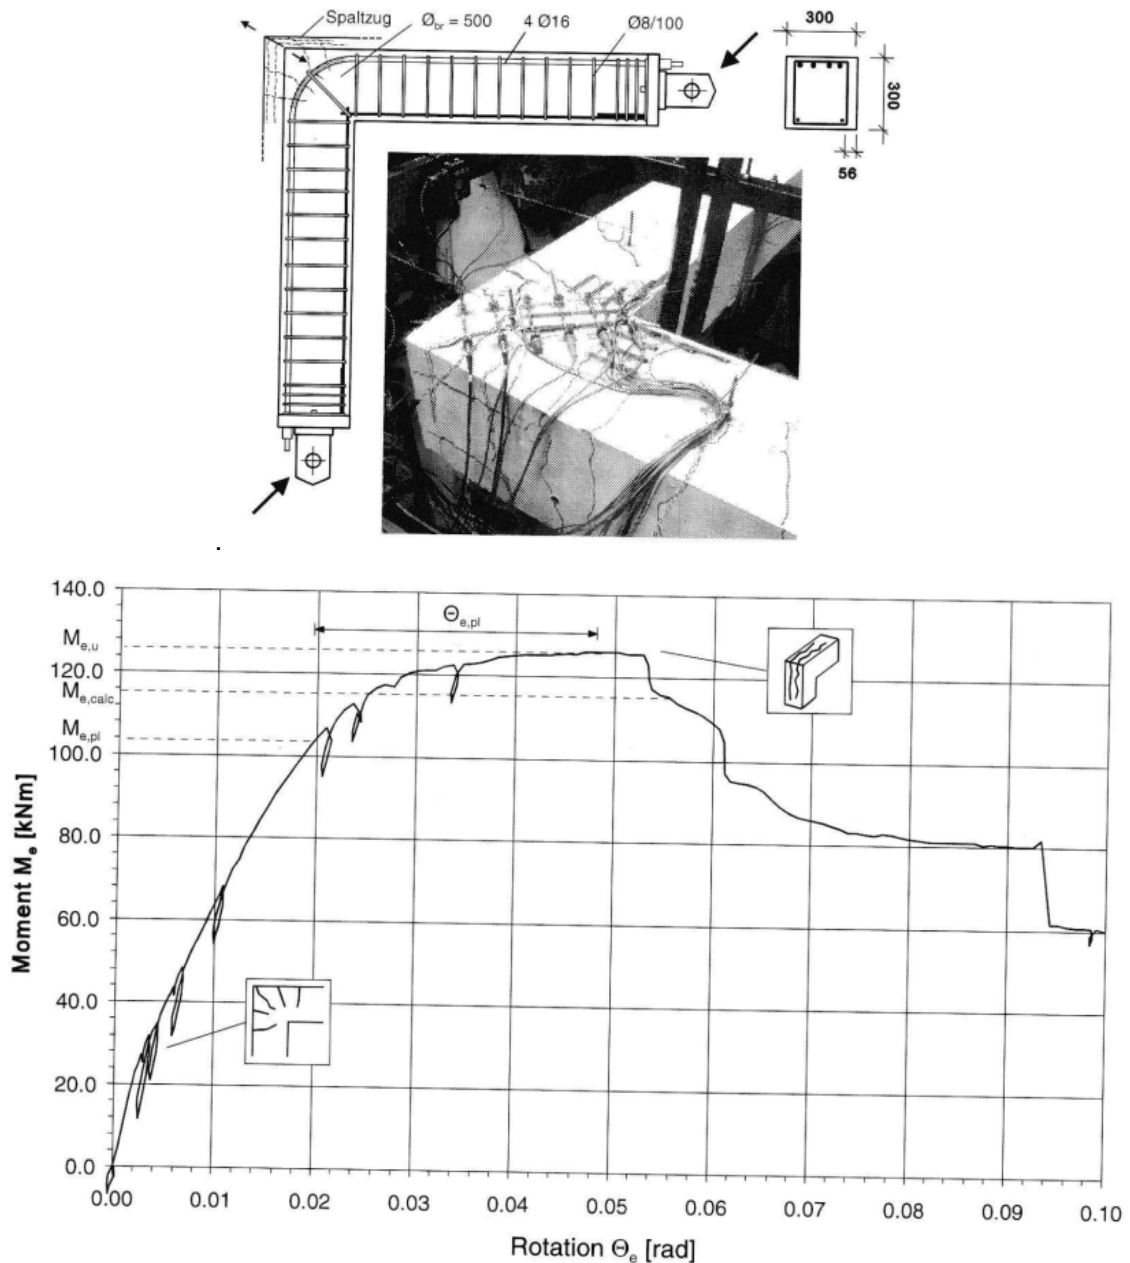 Spaltzug
Ø_br = 500
4 Ø16
Ø8/100
300
300
56
140.0
M_e,u
120.0
M_e,calc
M_e,pl
100.0
80.0
60.0
40.0
20.0
0.0
Θ_e,pl
Moment M_e [kNm]
0.00 0.01 0.02 0.03 0.04 0.05 0.06 0.07 0.08 0.09 0.10
Rotation Θ_e [rad]